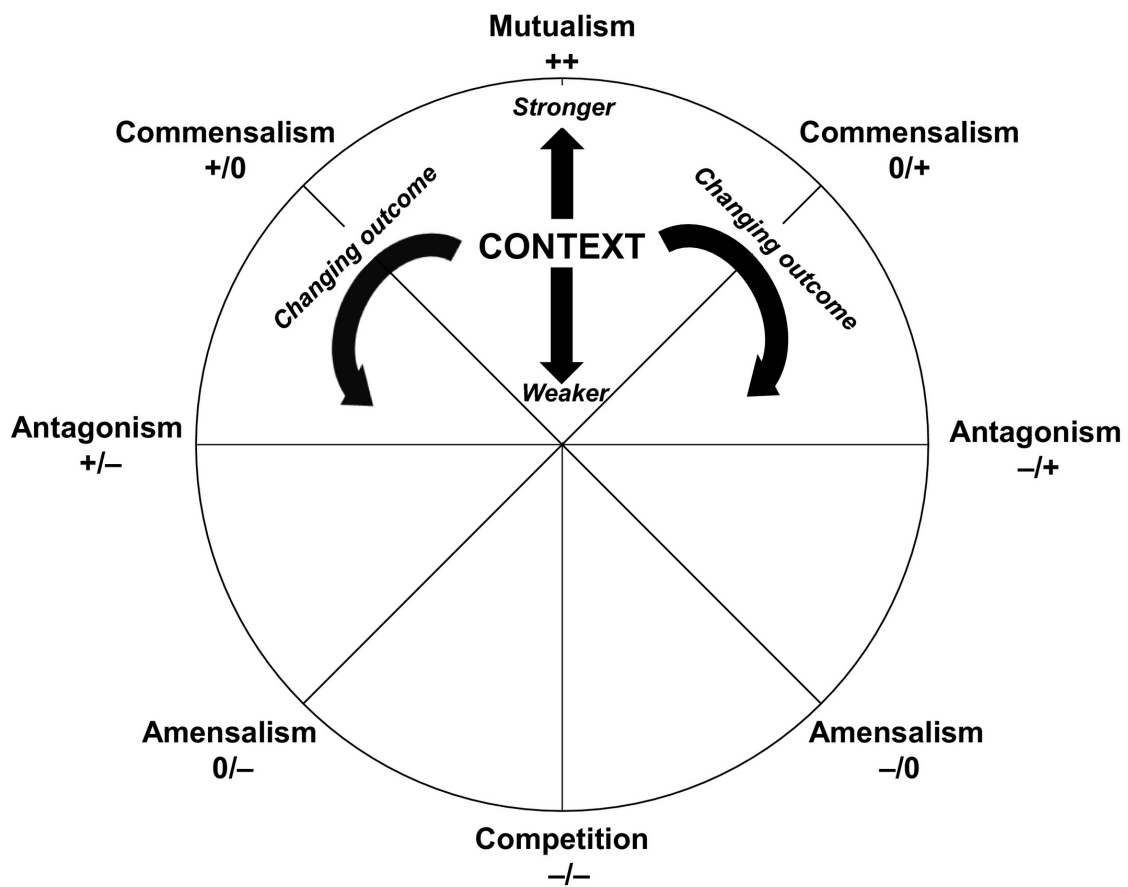 Mutualism
++
Stronger
Commensalism
+/0
Commensalism
0/+
Changing outcome
CONTEXT
Changing outcome
Weaker
Antagonism
+/–
Antagonism
–/+
Amensalism
0/–
Amensalism
–/0
Competition
–/–